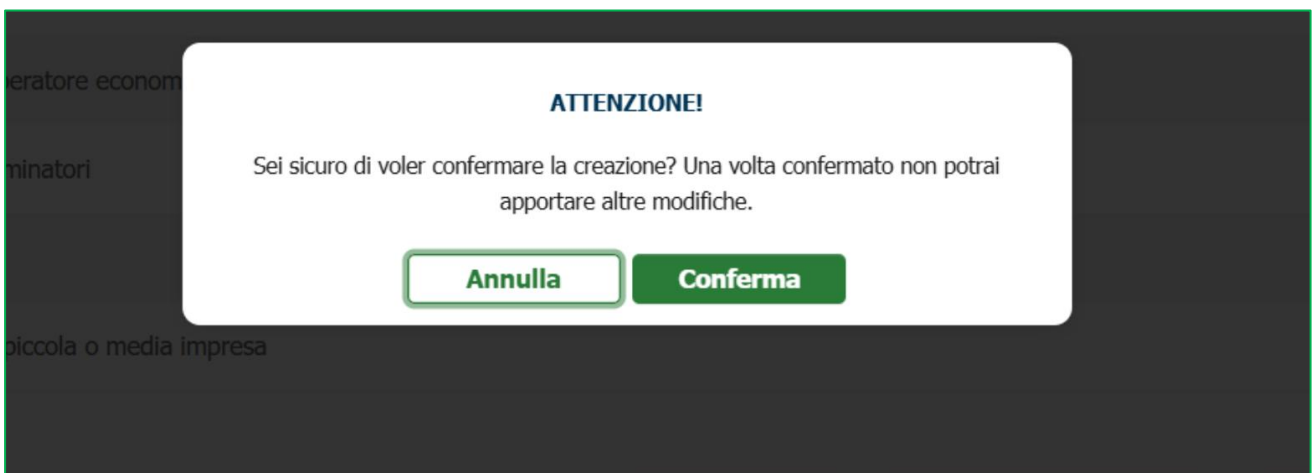 eratore econom
ATTENZIONE!
Sei sicuro di voler confermare la creazione? Una volta confermato non potrai
minatori
apportare altre modifiche.
Annulla Conferma
piccola o media impresa